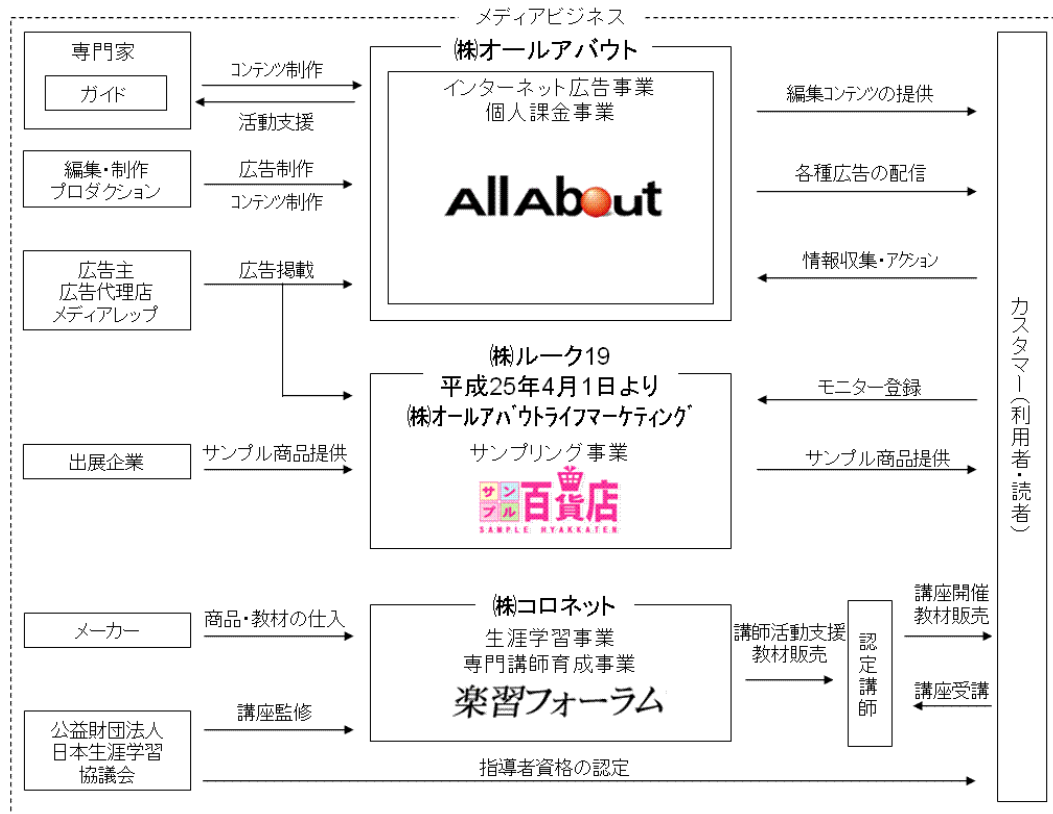 メディアビジネス
専門家
ガイド
コンテンツ制作
活動支援
㈱オールアバウト
インターネット広告事業
個人課金事業
AllAbout
編集コンテンツの提供
編集・制作
プロダクション
広告制作
コンテンツ制作
各種広告の配信
広告主
広告代理店
メディアレップ
広告掲載
情報収集・アクション
㈱ルーク19
平成25年4月1日より
㈱オールアバウトライフマーケティング
サンプリング事業
サンプル
百貨店
SAMPLE HYAKKATEN
モニター登録
出展企業
サンプル商品提供
サンプル商品提供
カスタマー(利用者・読者)
メーカー
商品・教材の仕入
㈱コロネット
生涯学習事業
専門講師育成事業
楽習フォーラム
講師活動支援
教材販売
認定講師
講座開催
教材販売
講座受講
公益財団法人
日本生涯学習
協議会
講座監修
指導者資格の認定